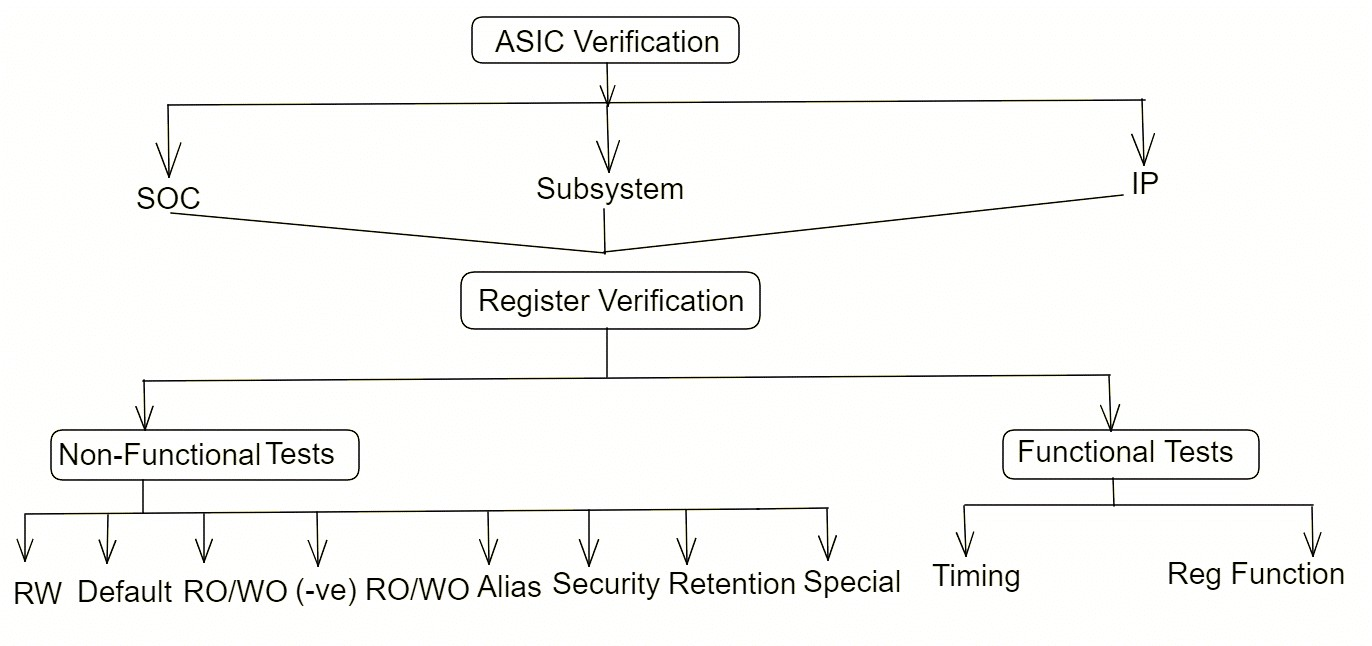 ASIC Verification
SOC
Subsystem
IP
Register Verification
Non-Functional Tests
Functional Tests
RW
Default
RO/WO
(-ve) RO/WO
Alias
Security
Retention
Special
Timing
Reg Function